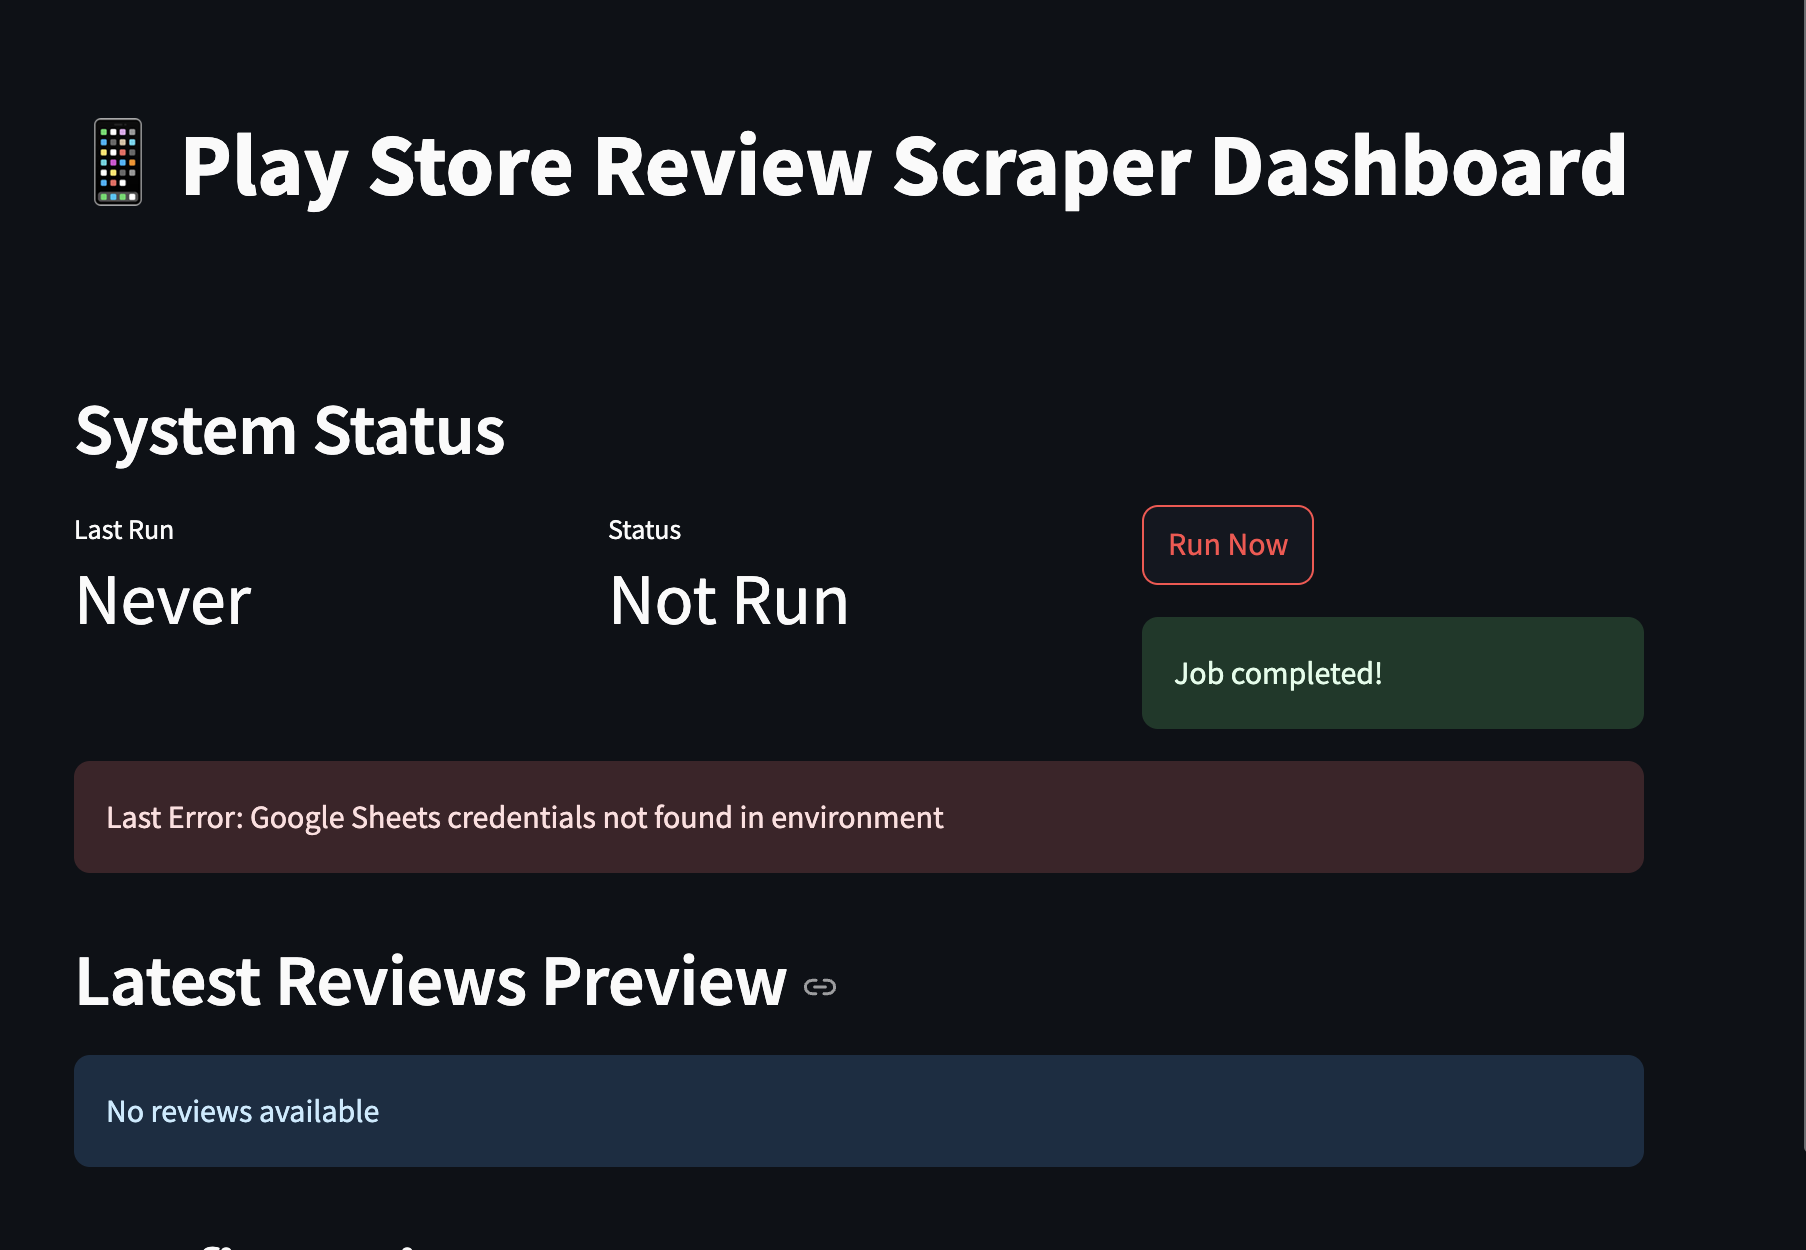 Play Store Review Scraper Dashboard
System Status
Last Run
Never
Status
Not Run
Run Now
Job completed!
Last Error: Google Sheets credentials not found in environment
Latest Reviews Preview
No reviews available